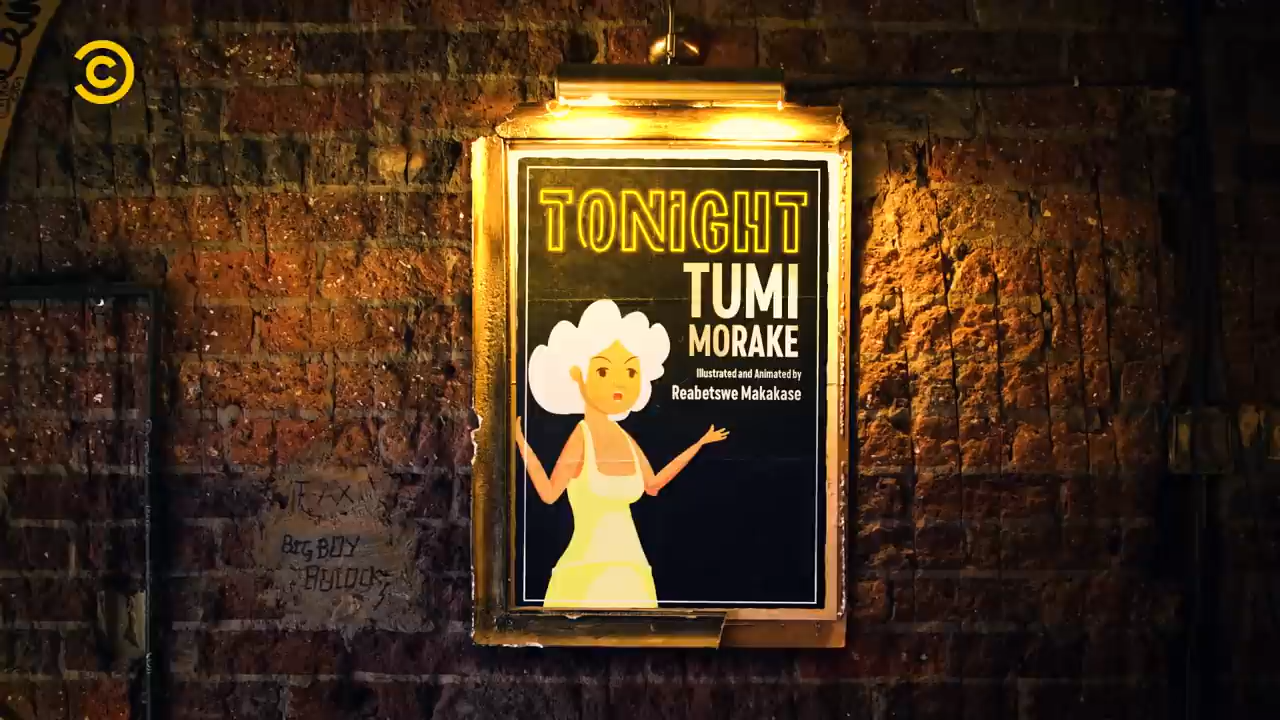 TONIGHT
TUMI
MORAKE
Illustrated and Animated by
Reabetswe Makakase
BIG BOY